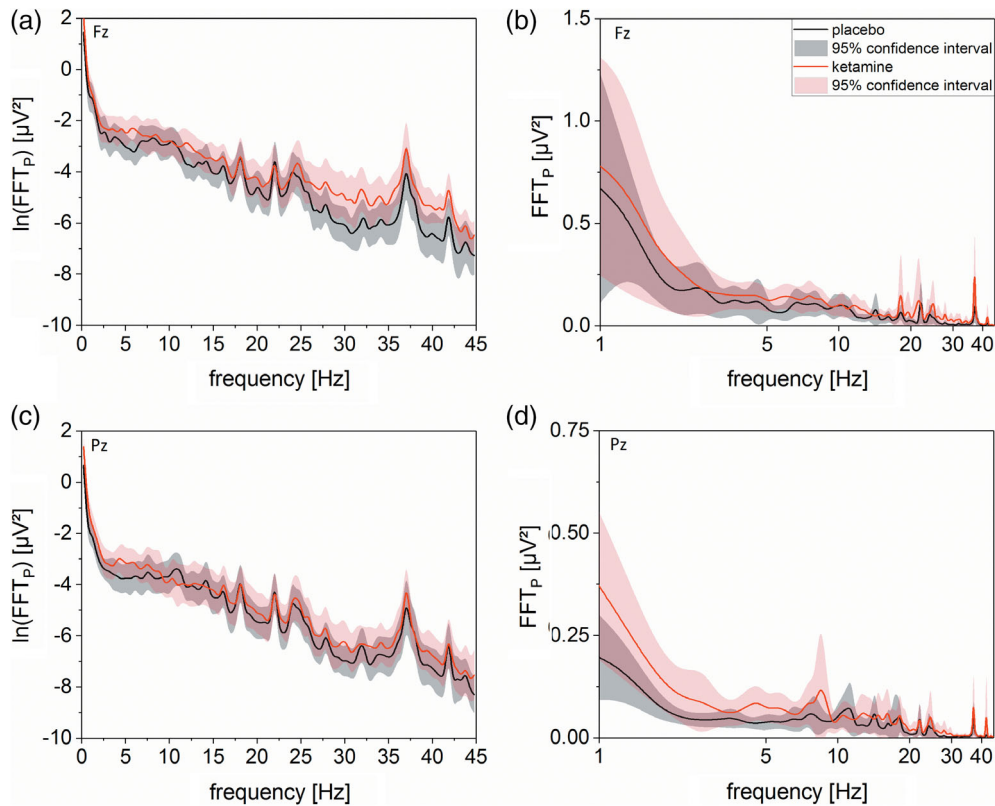 (a)
Fz
2
0
-2
-4
-6
-8
-10
ln(FFTP) [µV²]
0 5 10 15 20 25 30 35 40 45
frequency [Hz]
(b)
Fz
placebo
95% confidence interval
ketamine
95% confidence interval
1.5
1.0
0.5
0.0
FFTP [µV²]
1 5 10 20 30 40
frequency [Hz]
(c)
Pz
2
0
-2
-4
-6
-8
-10
ln(FFTP) [µV²]
0 5 10 15 20 25 30 35 40 45
frequency [Hz]
(d)
Pz
0.75
0.50
0.25
0.00
FFTP [µV²]
1 5 10 20 30 40
frequency [Hz]